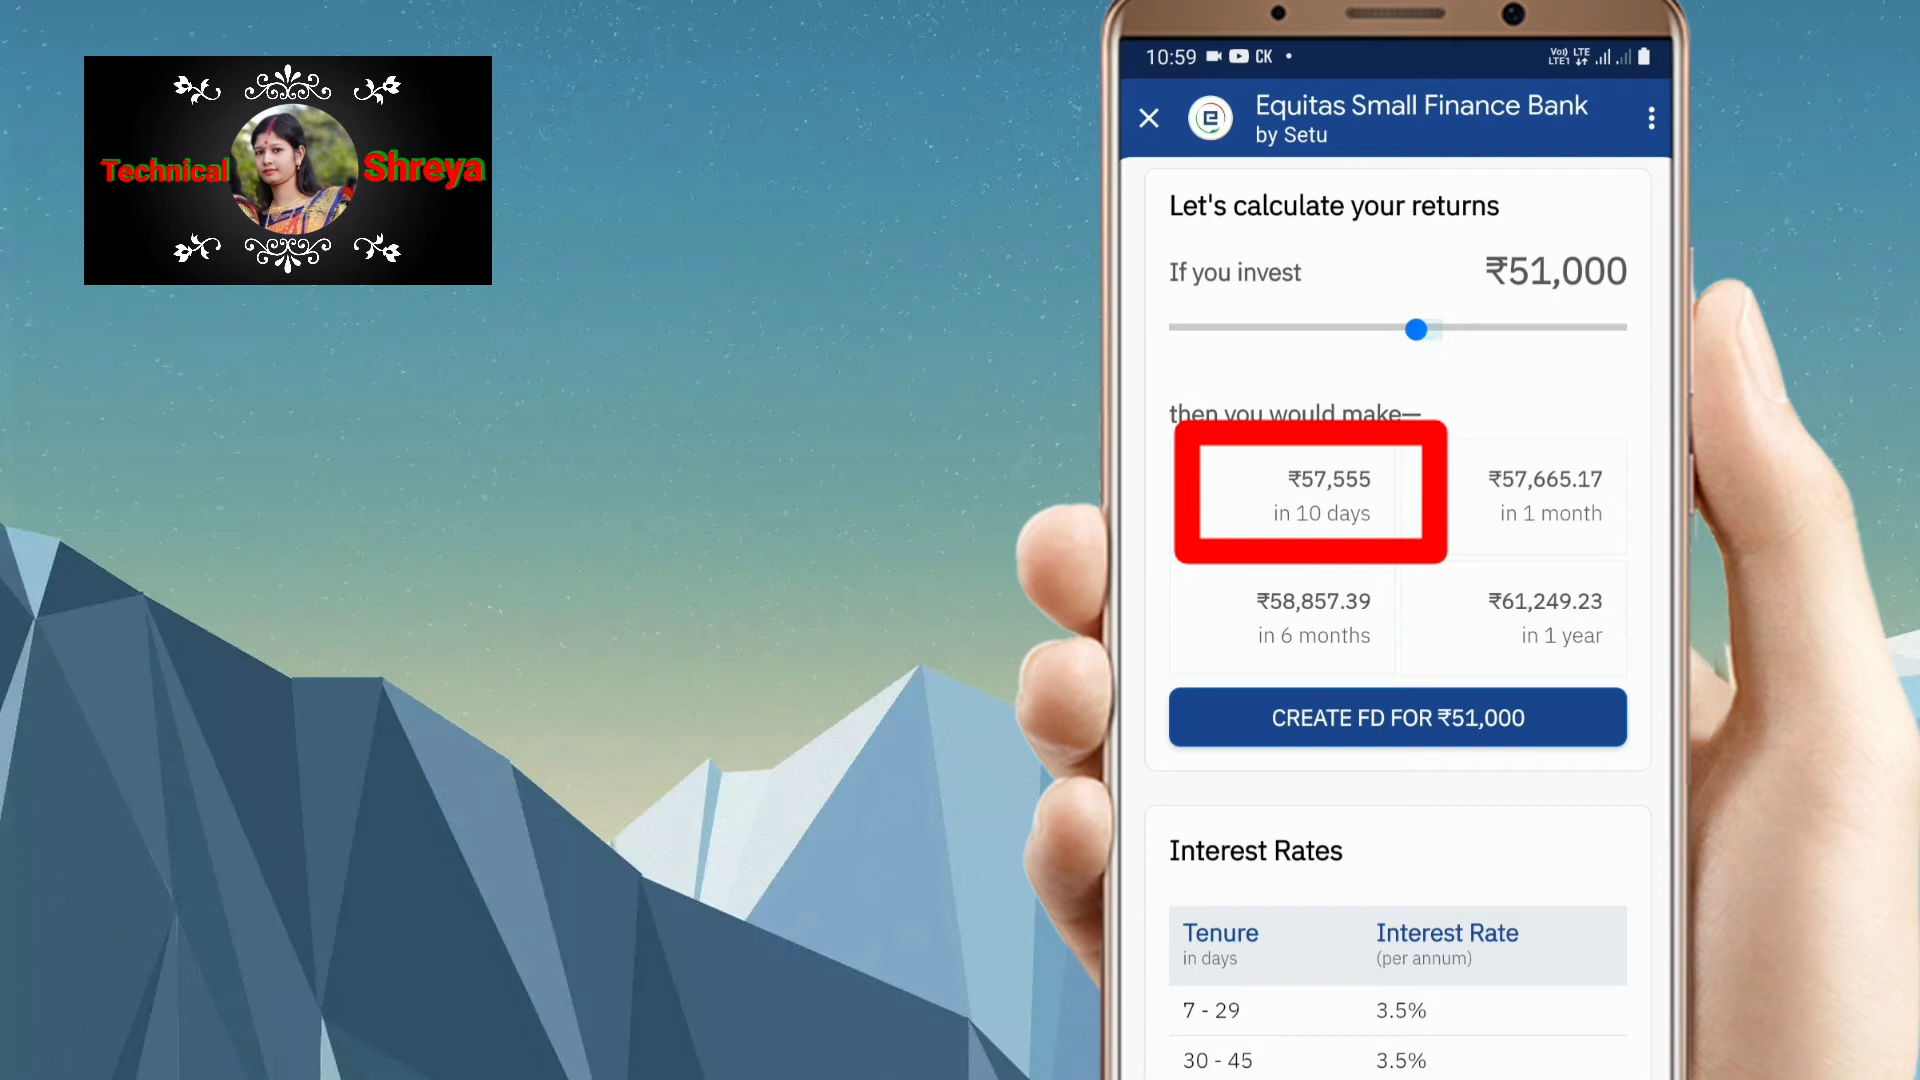 Technical Shreya
10:59 CK
Vo) LTE
LTE1
Equitas Small Finance Bank
by Setu
Let's calculate your returns
If you invest ₹51,000
then you would make—
₹57,555 ₹57,665.17
in 10 days in 1 month
₹58,857.39 ₹61,249.23
in 6 months in 1 year
CREATE FD FOR ₹51,000
Interest Rates
Tenure Interest Rate
in days (per annum)
7 - 29 3.5%
30 - 45 3.5%